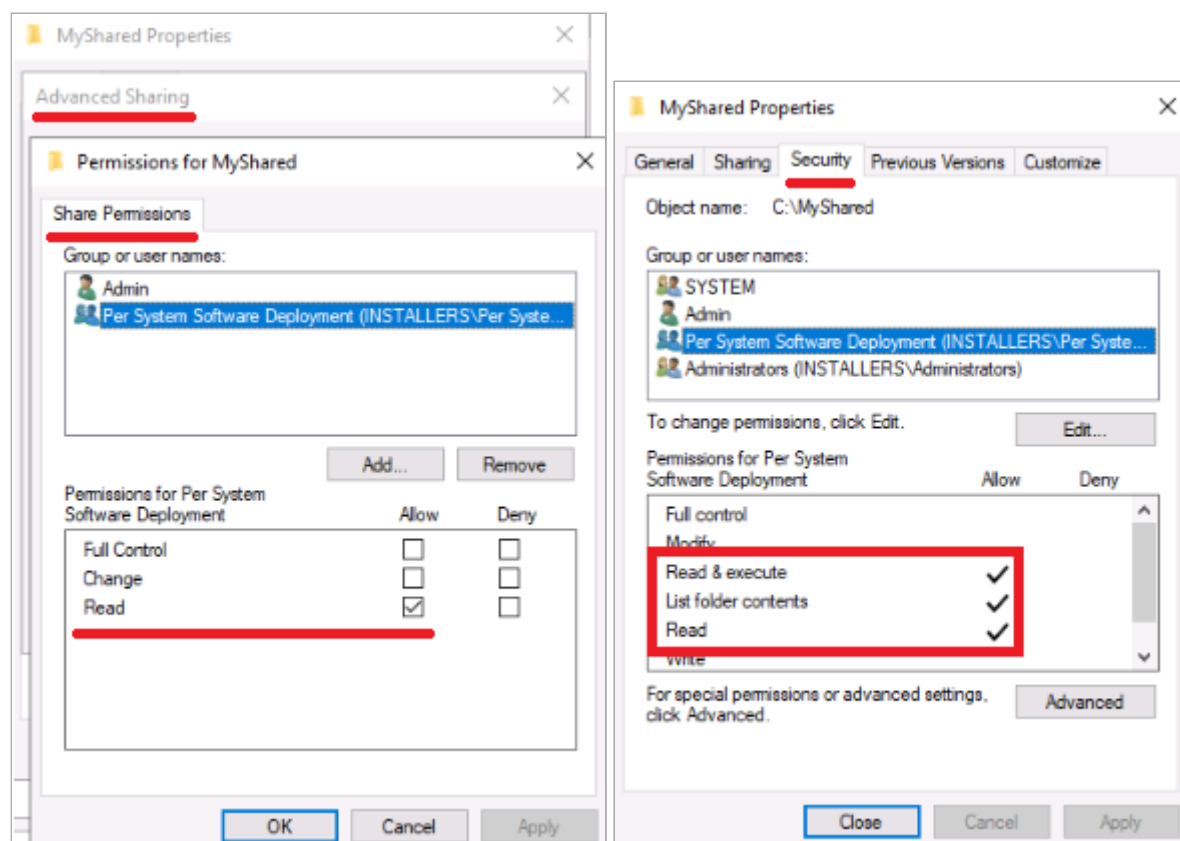 MyShared Properties
Advanced Sharing
Permissions for MyShared
Share Permissions
Group or user names:
Admin
Per System Software Deployment (INSTALLERS\Per Syste...
Add...
Remove
Permissions for Per System
Software Deployment
Allow
Deny
Full Control
Change
Read
OK
Cancel
Apply
MyShared Properties
General
Sharing
Security
Previous Versions
Customize
Object name: C:\MyShared
Group or user names:
SYSTEM
Admin
Per System Software Deployment (INSTALLERS\Per Syste...
Administrators (INSTALLERS\Administrators)
To change permissions, click Edit.
Edit...
Permissions for Per System
Software Deployment
Allow
Deny
Full control
Modify
Read & execute
List folder contents
Read
Write
For special permissions or advanced settings,
click Advanced.
Advanced
Close
Cancel
Apply